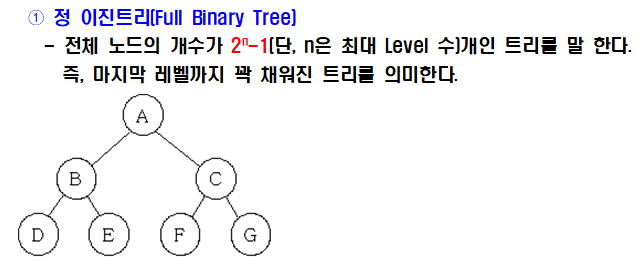 ① 정 이진트리(Full Binary Tree)
- 전체 노드의 개수가 2ⁿ-1(단, n은 최대 Level 수)개인 트리를 말 한다.
즉, 마지막 레벨까지 꽉 채워진 트리를 의미한다.
A
B C
D E F G